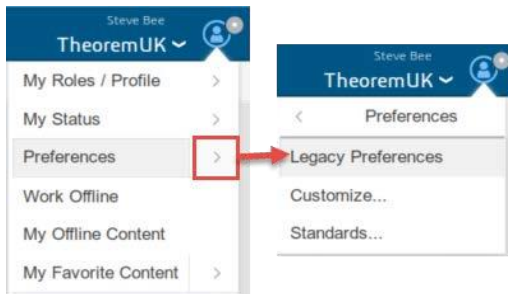 Steve Bee
TheoremUK
My Roles / Profile
My Status
Preferences
Work Offline
My Offline Content
My Favorite Content
Steve Bee
TheoremUK
Preferences
Legacy Preferences
Customize...
Standards...